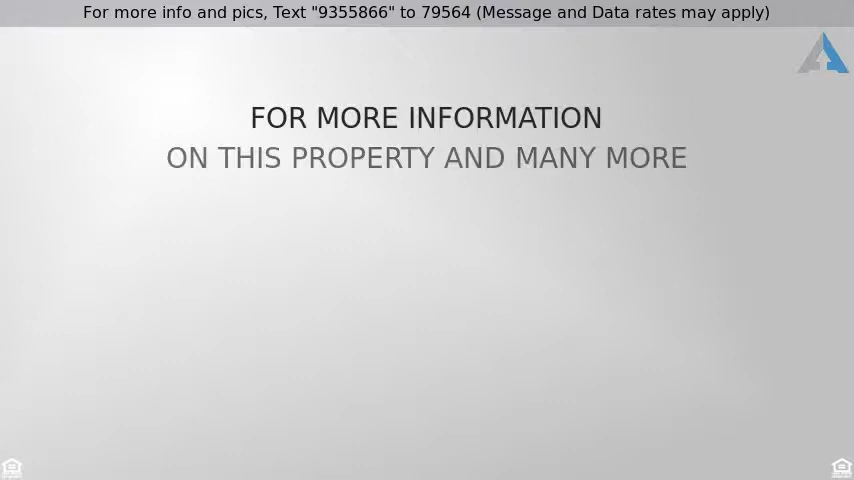 For more info and pics, Text "9355866" to 79564 (Message and Data rates may apply)
FOR MORE INFORMATION
ON THIS PROPERTY AND MANY MORE